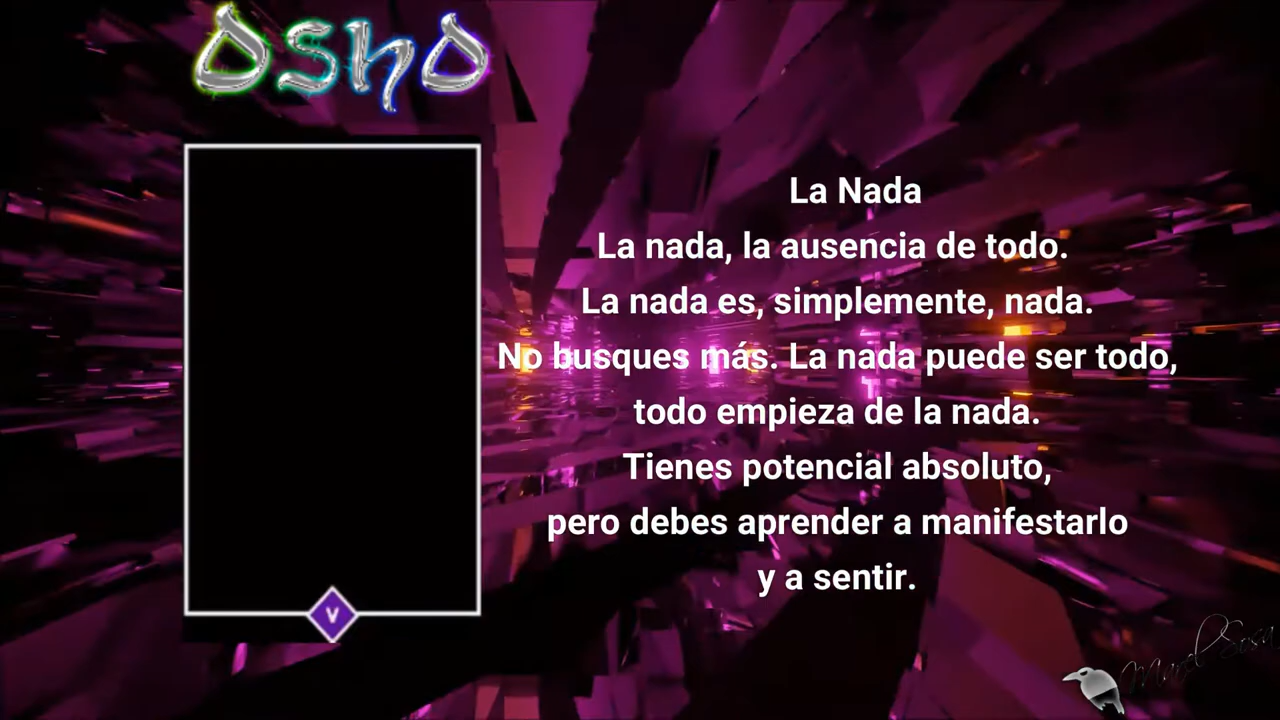 OSHO
La Nada
La nada, la ausencia de todo.
La nada es, simplemente, nada.
No busques más. La nada puede ser todo,
todo empieza de la nada.
Tienes potencial absoluto,
pero debes aprender a manifestarlo
y a sentir.
V